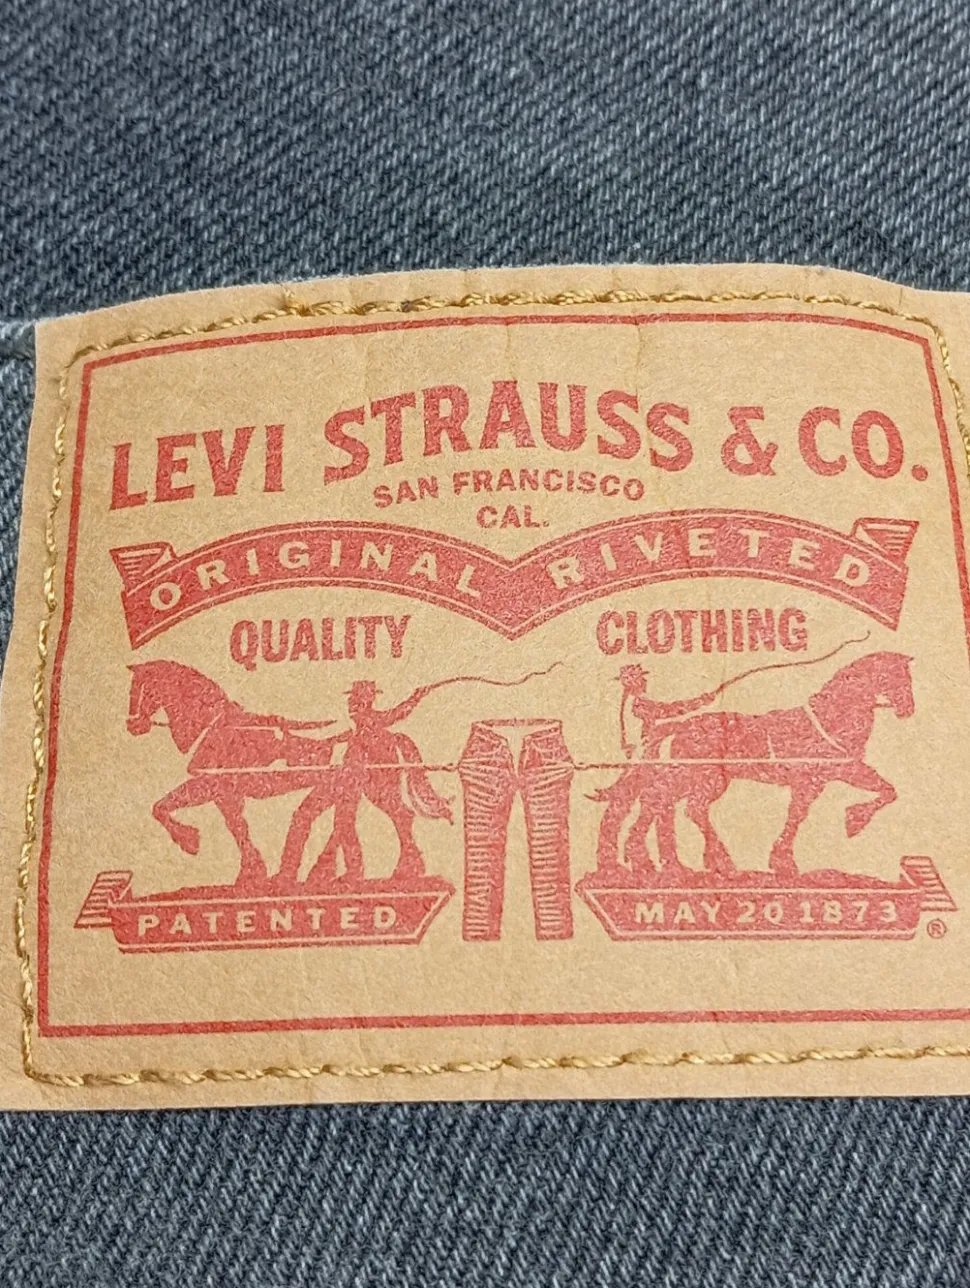 LEVI STRAUSS & CO.
SAN FRANCISCO
CAL.
ORIGINAL RIVETED
QUALITY CLOTHING
PATENTED MAY 20 1873 ®